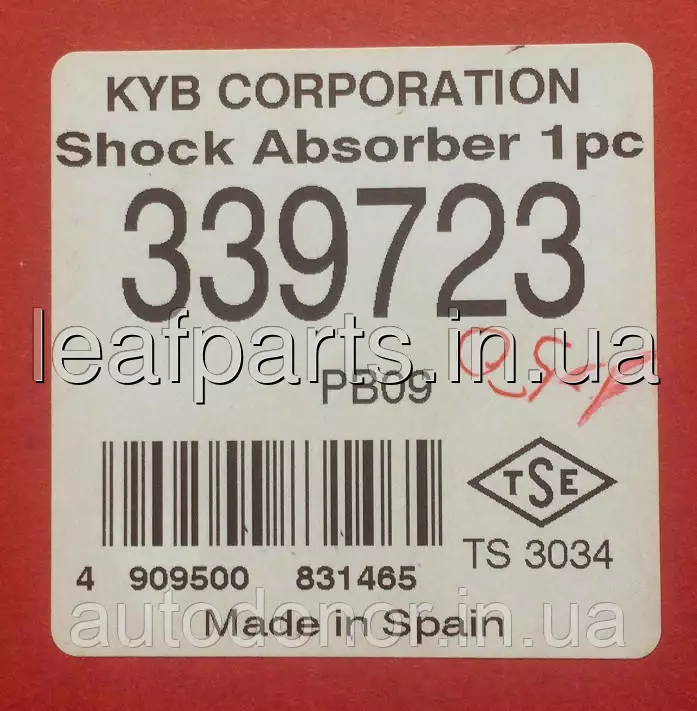 KYB CORPORATION
Shock Absorber 1pc
339723
leafparts.in.ua
PB09
TSE
TS 3034
4 909500 831465
autodonor.in.ua
Made in Spain